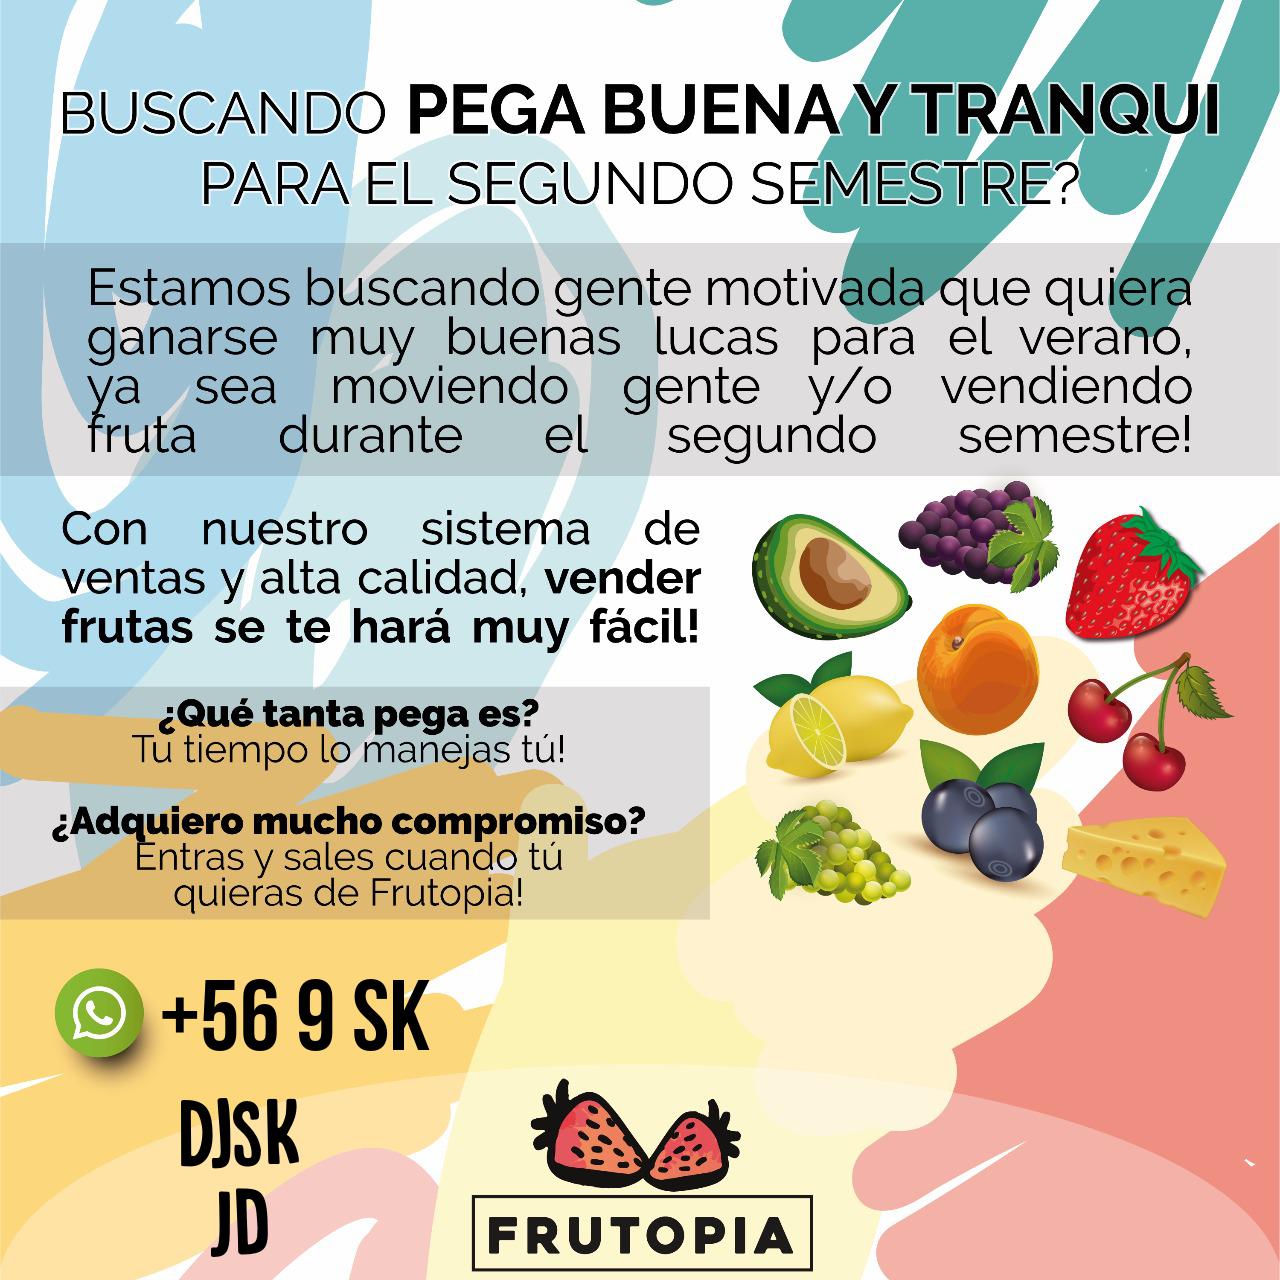 BUSCANDO PEGA BUENA Y TRANQUI
PARA EL SEGUNDO SEMESTRE?
Estamos buscando gente motivada que quiera
ganarse muy buenas lucas para el verano,
ya sea moviendo gente y/o vendiendo
fruta durante el segundo semestre!
Con nuestro sistema de
ventas y alta calidad, vender
frutas se te hará muy fácil!
¿Qué tanta pega es?
Tu tiempo lo manejas tú!
¿Adquiero mucho compromiso?
Entras y sales cuando tú
quieras de Frutopia!
+56 9 SK
DJSK
JD
FRUTOPIA